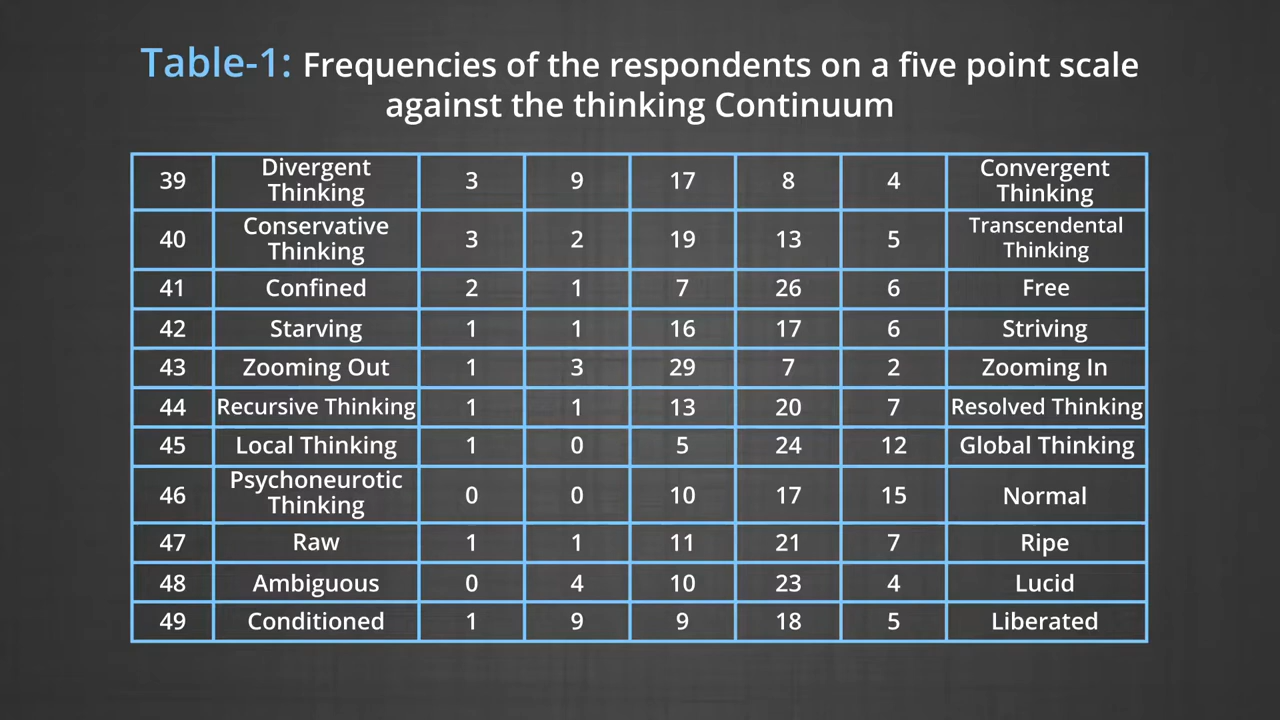 Table-1: Frequencies of the respondents on a five point scale
against the thinking Continuum
39 Divergent Thinking 3 9 17 8 4 Convergent Thinking
40 Conservative Thinking 3 2 19 13 5 Transcendental Thinking
41 Confined 2 1 7 26 6 Free
42 Starving 1 1 16 17 6 Striving
43 Zooming Out 1 3 29 7 2 Zooming In
44 Recursive Thinking 1 1 13 20 7 Resolved Thinking
45 Local Thinking 1 0 5 24 12 Global Thinking
46 Psychoneurotic Thinking 0 0 10 17 15 Normal
47 Raw 1 1 11 21 7 Ripe
48 Ambiguous 0 4 10 23 4 Lucid
49 Conditioned 1 9 9 18 5 Liberated